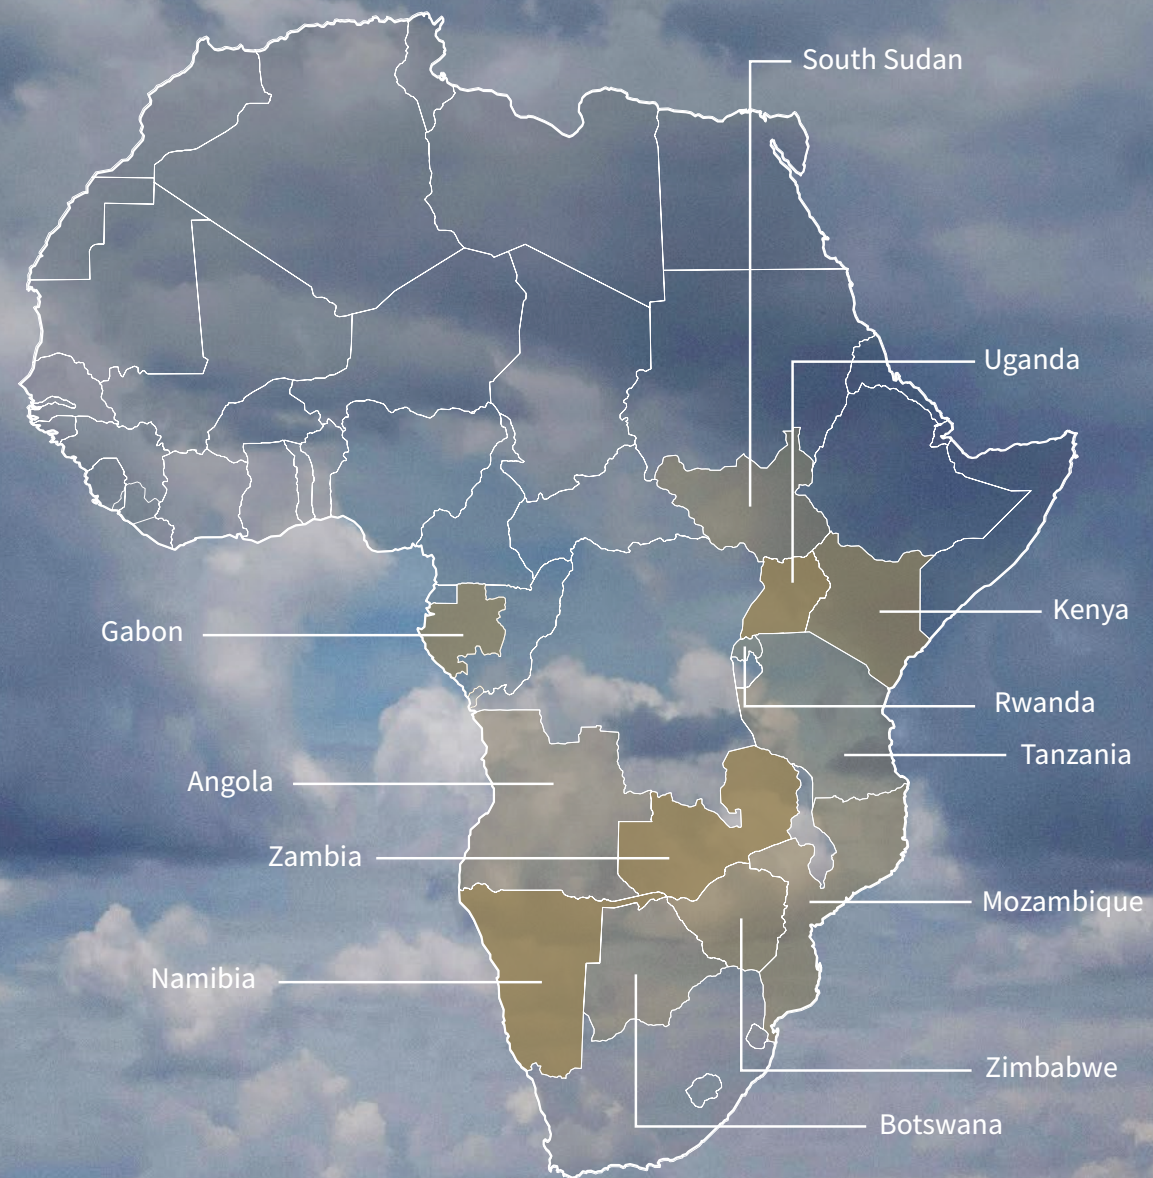 South Sudan
Uganda
Kenya
Gabon
Rwanda
Tanzania
Angola
Zambia
Mozambique
Namibia
Zimbabwe
Botswana